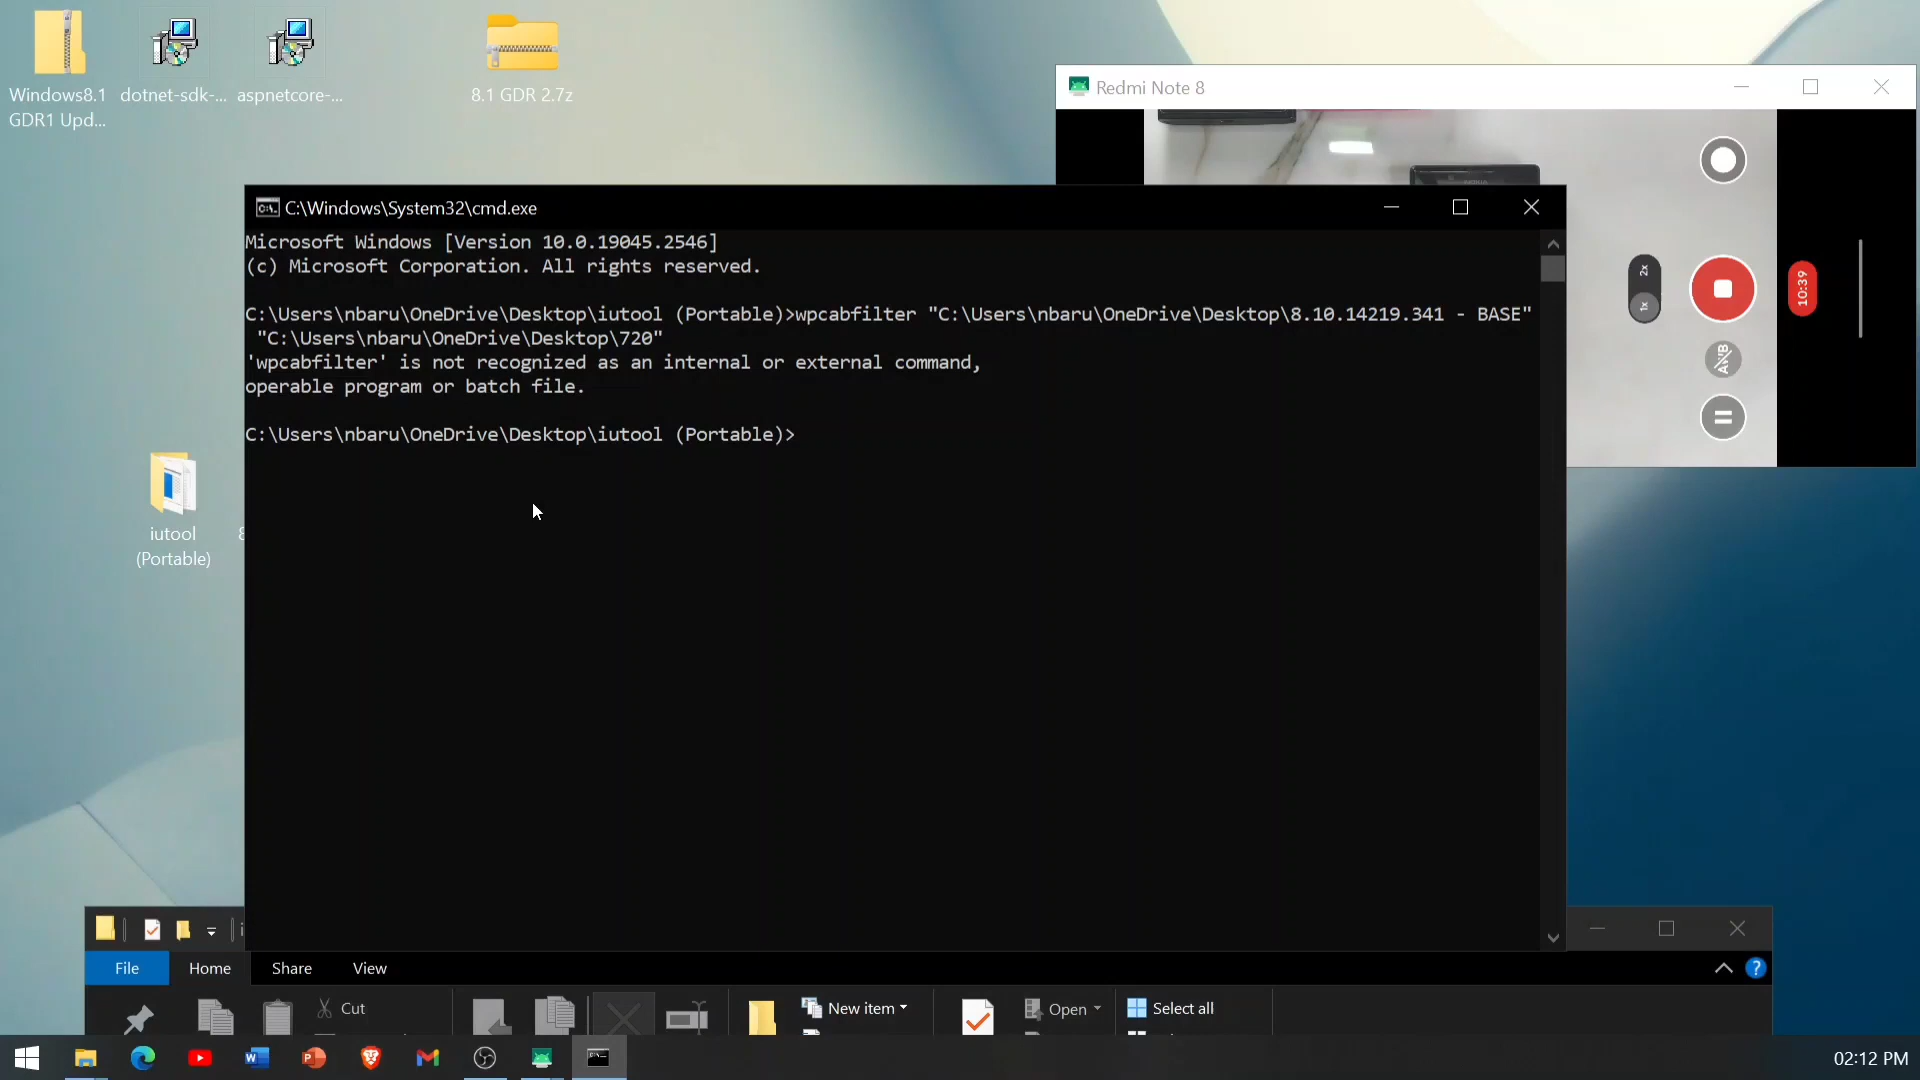 Windows8.1
GDR1 Upd...
dotnet-sdk-...
aspnetcore-...
8.1 GDR 2.7z
Redmi Note 8
2x
1x
10:39
C:\Windows\System32\cmd.exe
Microsoft Windows [Version 10.0.19045.2546]
(c) Microsoft Corporation. All rights reserved.
C:\Users\nbaru\OneDrive\Desktop\iutool (Portable)>wpcabfilter "C:\Users\nbaru\OneDrive\Desktop\8.10.14219.341 - BASE"
"C:\Users\nbaru\OneDrive\Desktop\720"
'wpcabfilter' is not recognized as an internal or external command,
operable program or batch file.
C:\Users\nbaru\OneDrive\Desktop\iutool (Portable)>
iutool
(Portable)
File
Home
Share
View
Cut
New item
Open
Select all
02:12 PM